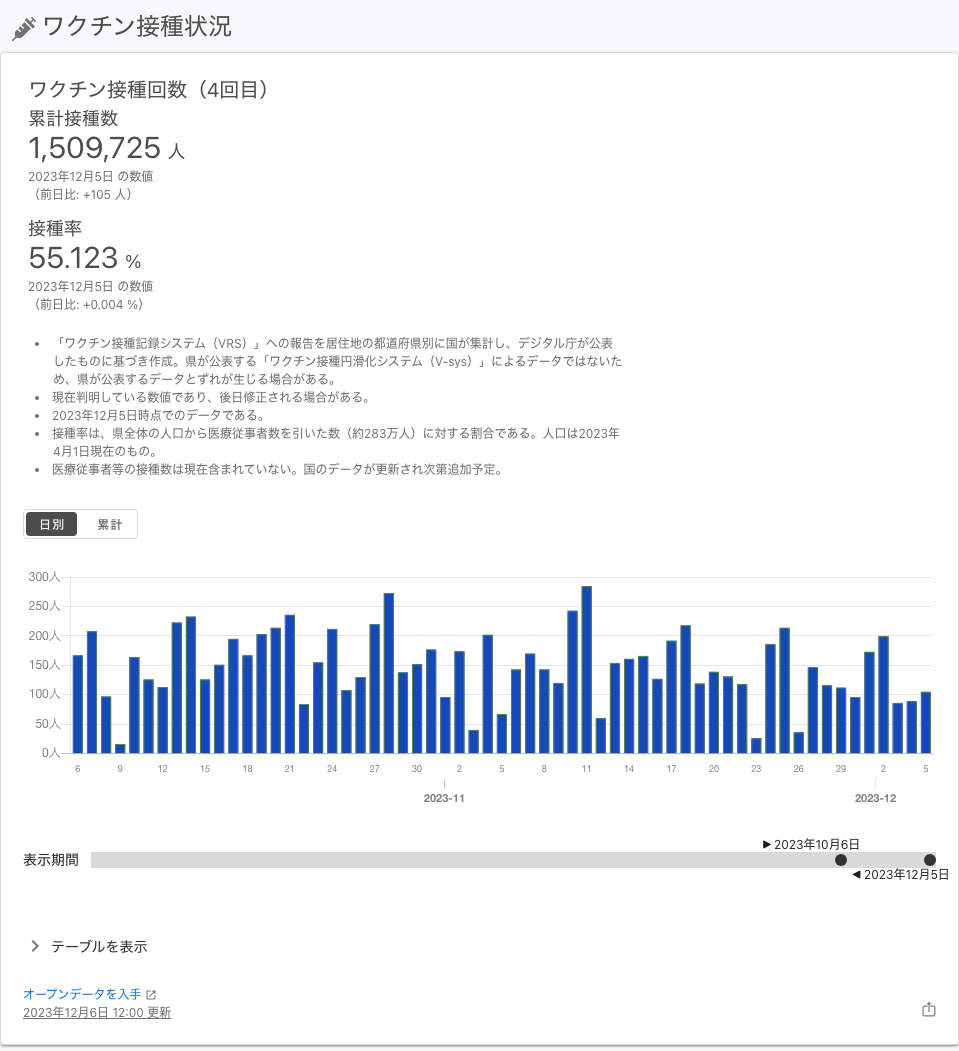 ワクチン接種状況
ワクチン接種回数（4回目）
累計接種数
1,509,725 人
2023年12月5日 の数値
（前日比: +105 人）
接種率
55.123 %
2023年12月5日 の数値
（前日比: +0.004 %）
• 「ワクチン接種記録システム（VRS）」への報告を居住地の都道府県別に国が集計し、デジタル庁が公表
したものに基づき作成。県が公表する「ワクチン接種円滑化システム（V-sys）」によるデータではないた
め、県が公表するデータとずれが生じる場合がある。
• 現在判明している数値であり、後日修正される場合がある。
• 2023年12月5日時点でのデータである。
• 接種率は、県全体の人口から医療従事者数を引いた数（約283万人）に対する割合である。人口は2023年
4月1日現在のもの。
• 医療従事者等の接種数は現在含まれていない。国のデータが更新され次第追加予定。
日別 累計
300人
250人
200人
150人
100人
50人
0人
6 9 12 15 18 21 24 27 30 2 5 8 11 14 17 20 23 26 29 2 5
2023-11 2023-12
▶ 2023年10月6日
表示期間
◀ 2023年12月5日
テーブルを表示
オープンデータを入手
2023年12月6日 12:00 更新